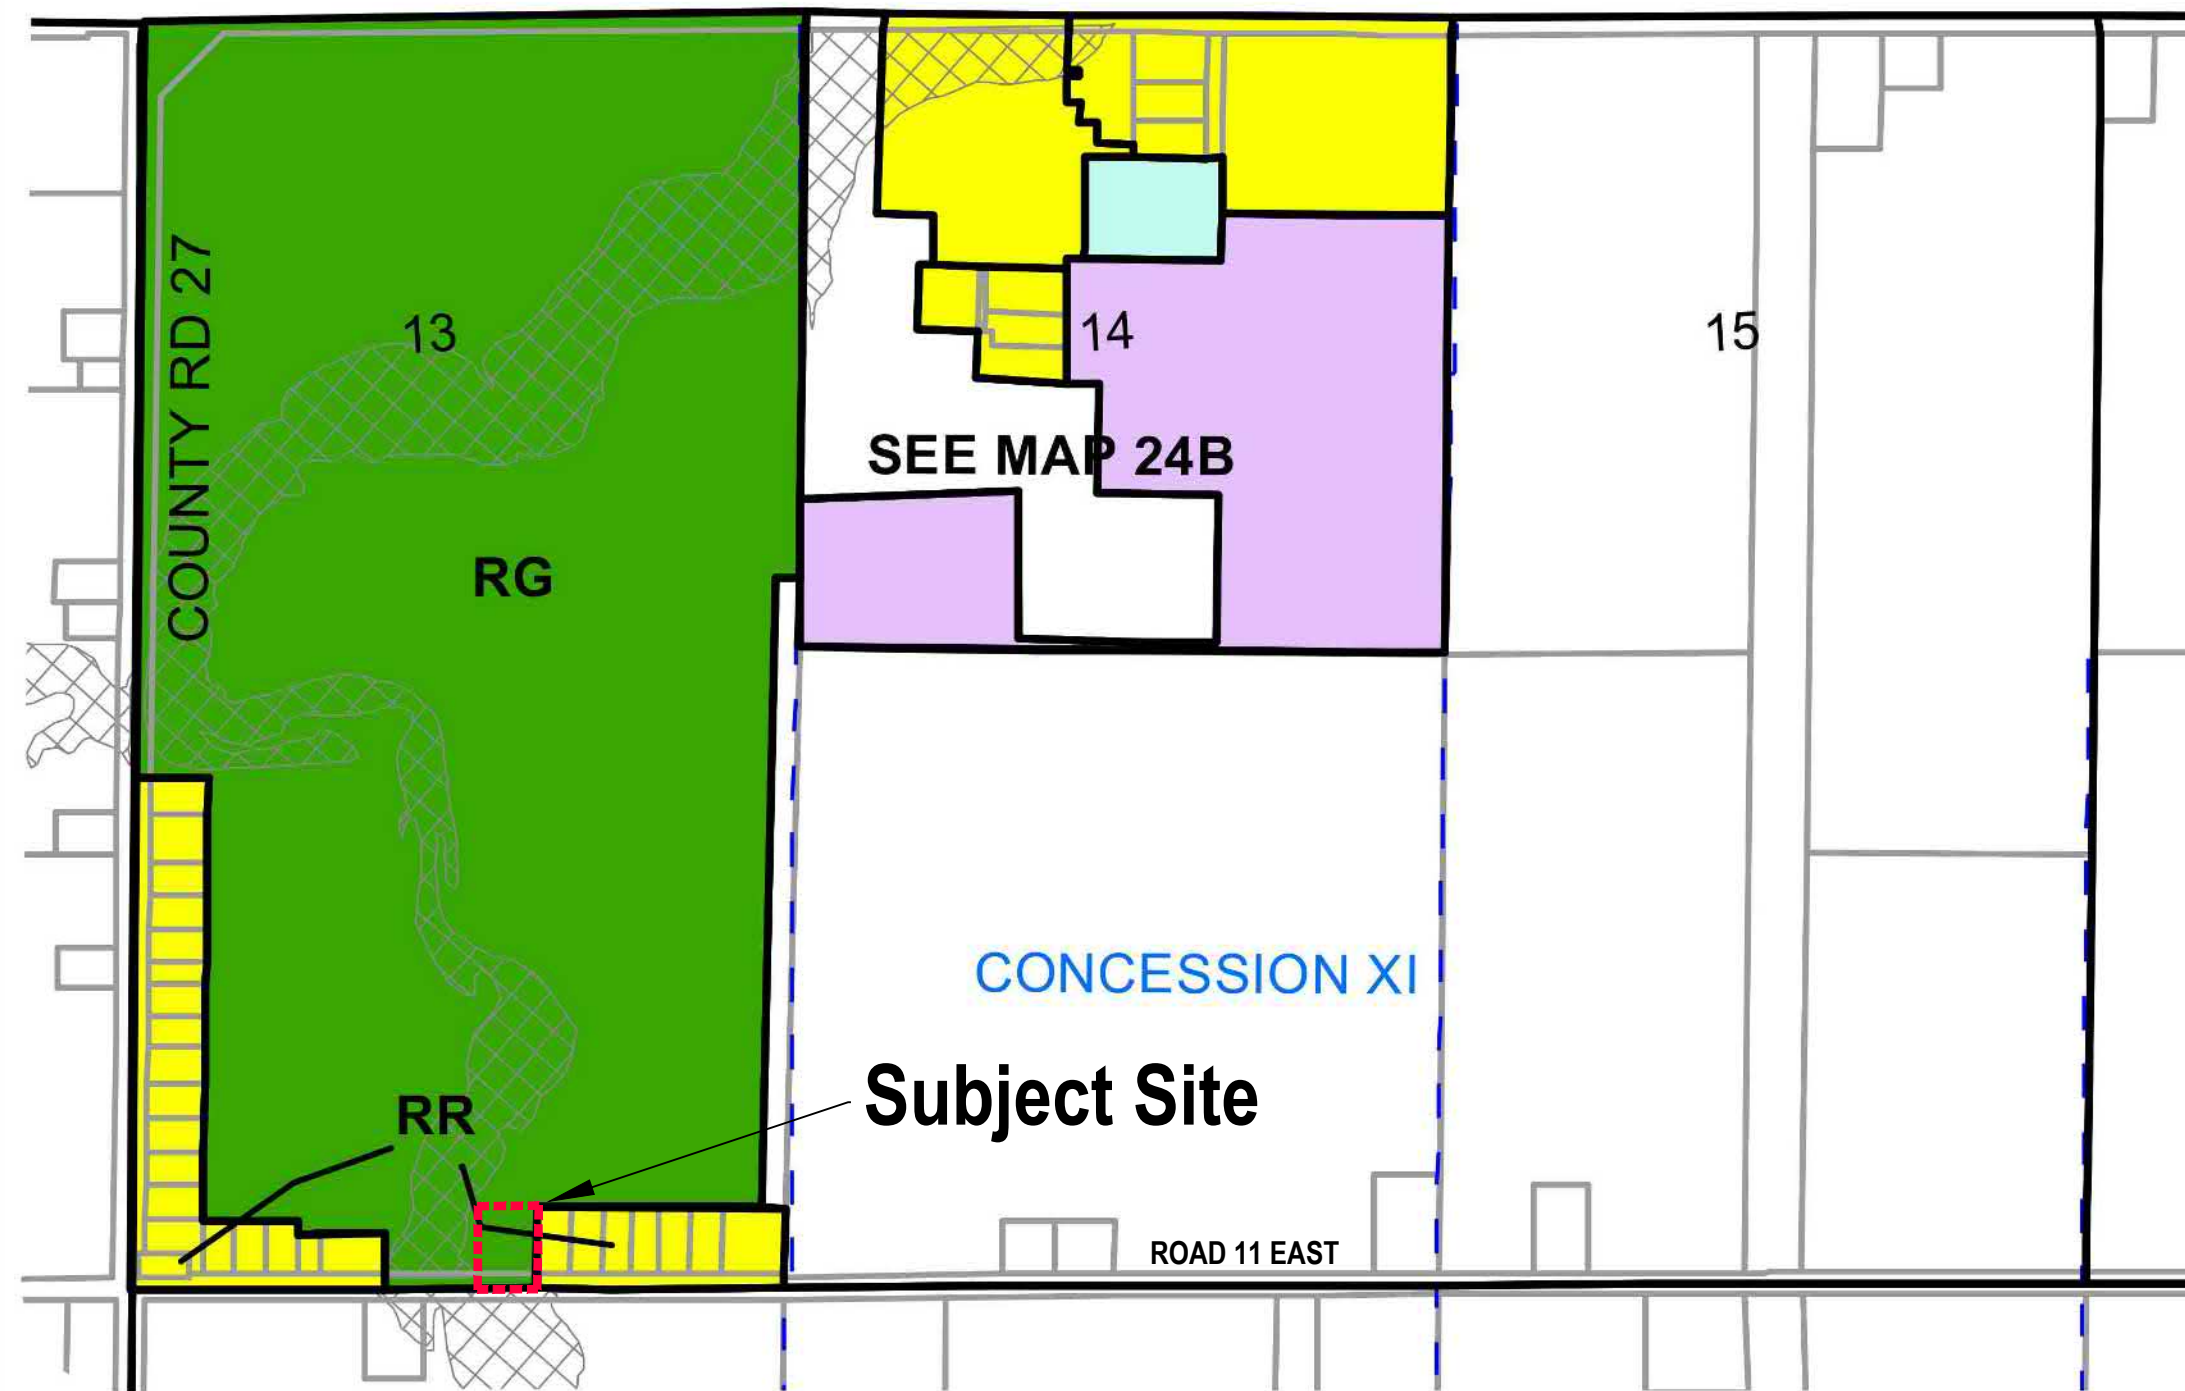 COUNTY RD 27
13
14
15
SEE MAP 24B
RG
CONCESSION XI
Subject Site
RR
ROAD 11 EAST